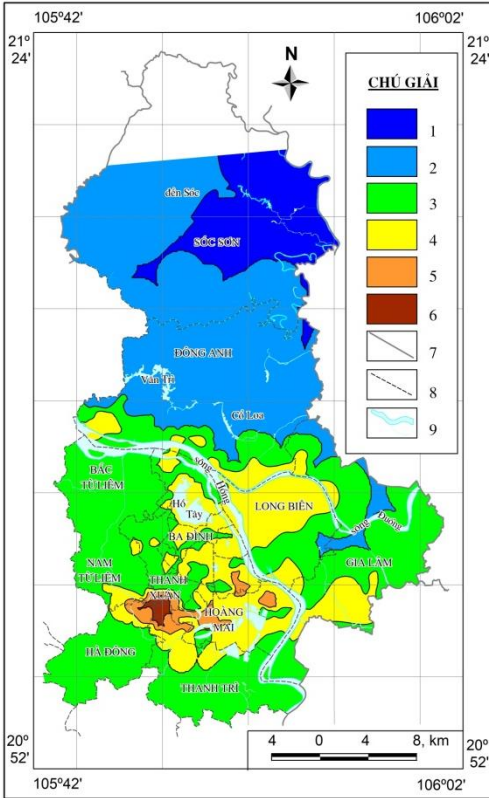 105º42'
106º02'
21º
24'
21º
24'
N
CHÚ GIẢI
1
2
3
4
5
6
7
8
9
đền Sóc
SÓC SƠN
ĐÔNG ANH
Vân Trì
Cổ Loa
BẮC
TỪ LIÊM
sông Hồng
Hồ
Tây
LONG BIÊN
sông Đuống
BA ĐÌNH
GIA LÂM
NAM
TỪ LIÊM
THANH
XUÂN
HOÀNG
MAI
HÀ ĐÔNG
THANH TRÌ
4 0 4 8, km
20º
52'
20º
52'
105º42'
106º02'